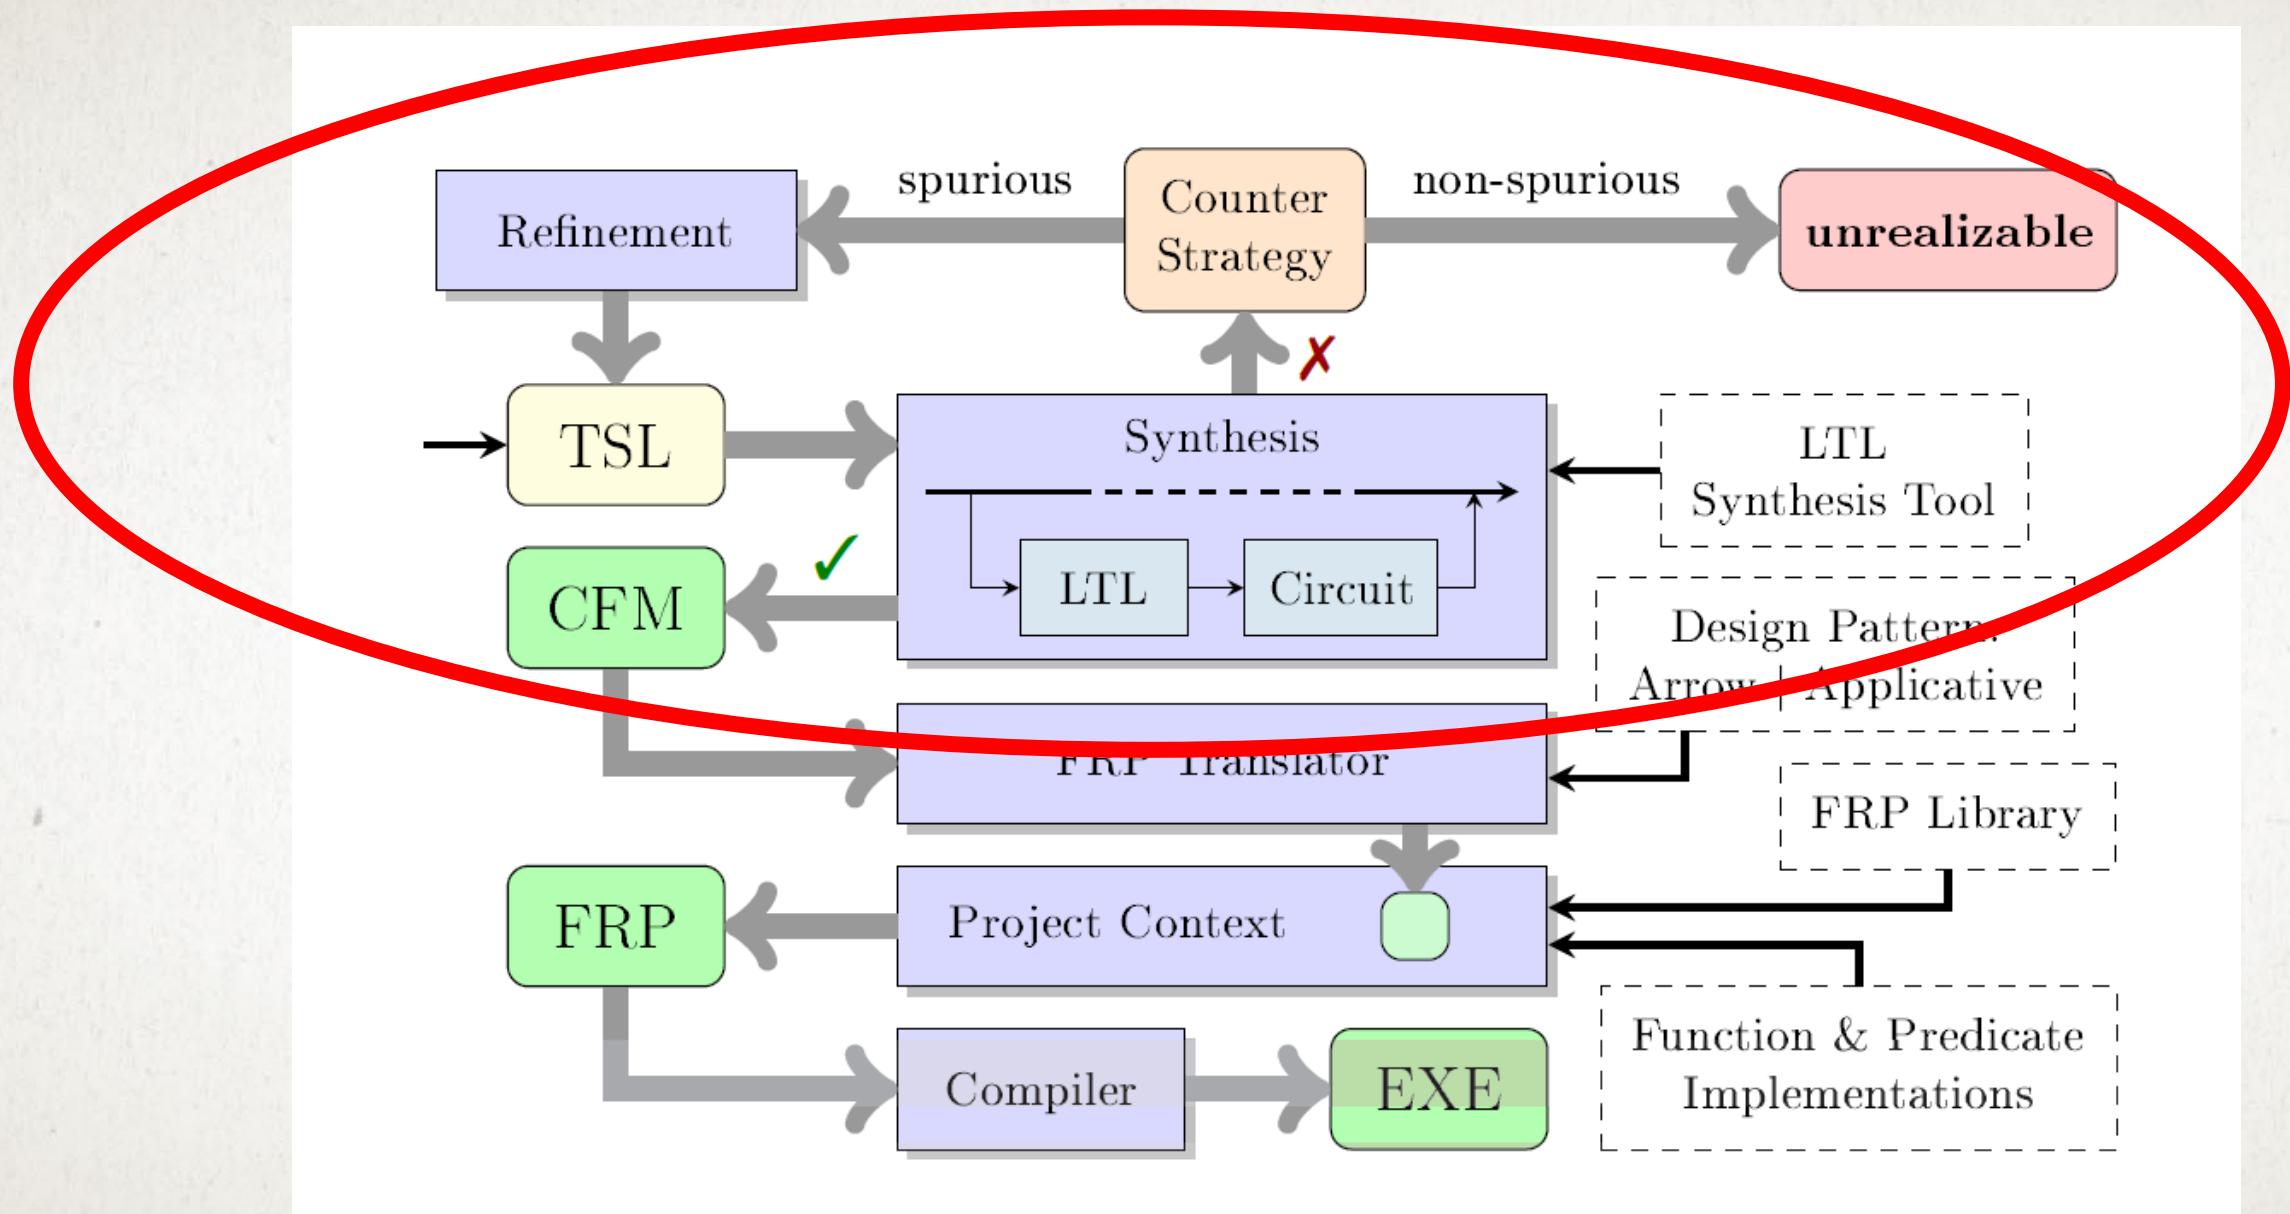 spurious
non-spurious
Counter
Strategy
Refinement
unrealizable
✗
TSL
Synthesis
LTL
Synthesis Tool
✓
CFM
LTL
Circuit
Design Pattern:
Arrow | Applicative
FRP Translator
FRP Library
FRP
Project Context
Function & Predicate
Implementations
Compiler
EXE